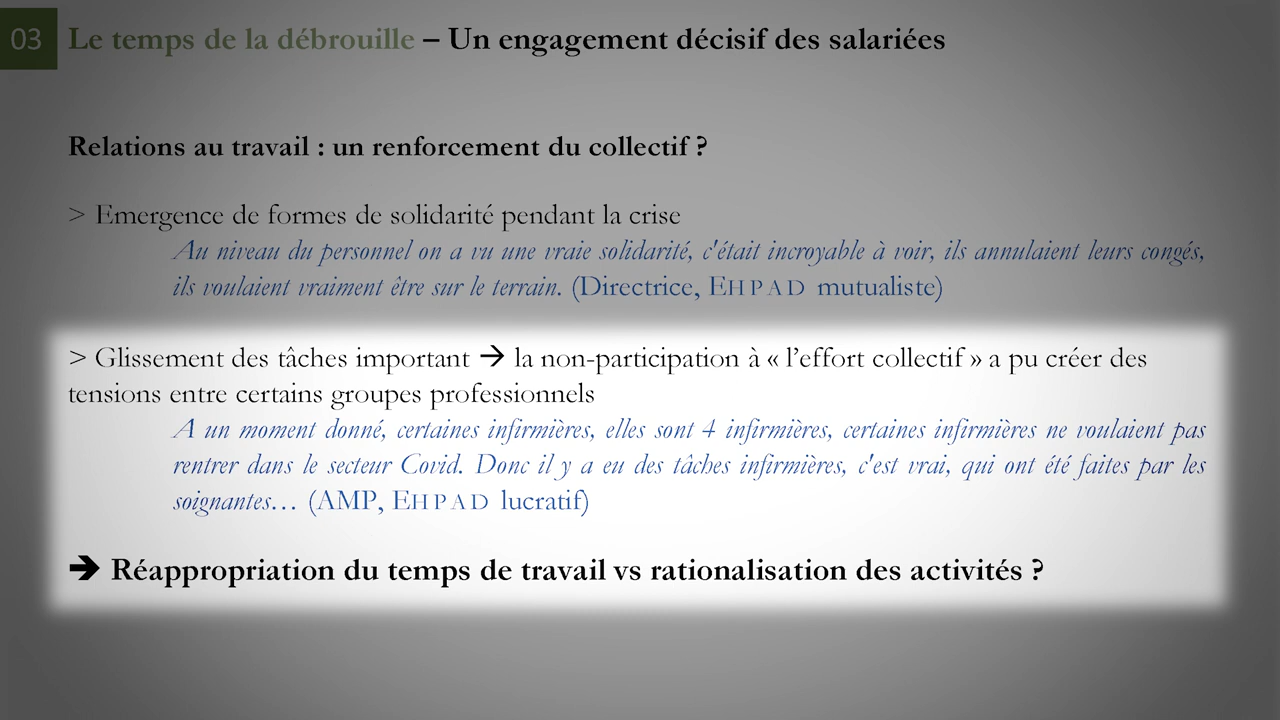 03 Le temps de la débrouille – Un engagement décisif des salariées
Relations au travail : un renforcement du collectif ?
> Emergence de formes de solidarité pendant la crise
Au niveau du personnel on a vu une vraie solidarité, c'était incroyable à voir, ils annulaient leurs congés,
ils voulaient vraiment être sur le terrain. (Directrice, EHPAD mutualiste)
> Glissement des tâches important → la non-participation à « l’effort collectif » a pu créer des
tensions entre certains groupes professionnels
A un moment donné, certaines infirmières, elles sont 4 infirmières, certaines infirmières ne voulaient pas
rentrer dans le secteur Covid. Donc il y a eu des tâches infirmières, c'est vrai, qui ont été faites par les
soignantes… (AMP, EHPAD lucratif)
➔ Réappropriation du temps de travail vs rationalisation des activités ?